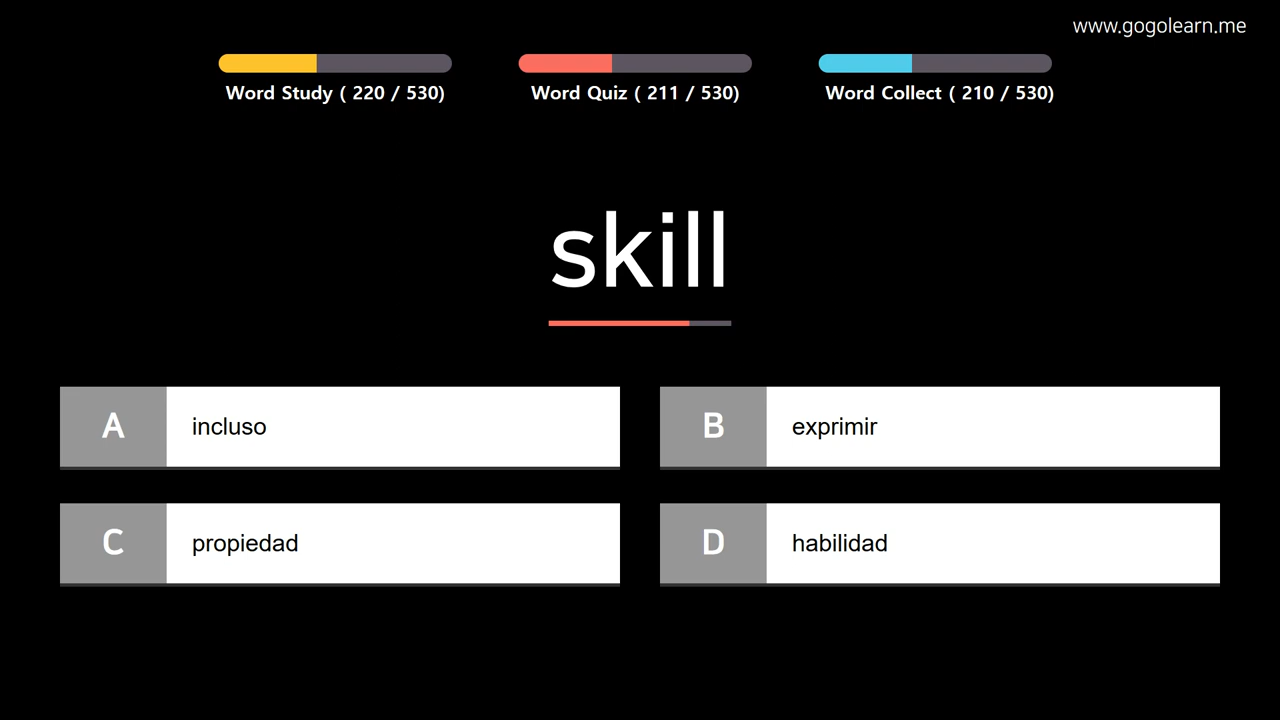 www.gogolearn.me
Word Study ( 220 / 530)
Word Quiz ( 211 / 530)
Word Collect ( 210 / 530)
skill
A incluso
B exprimir
C propiedad
D habilidad